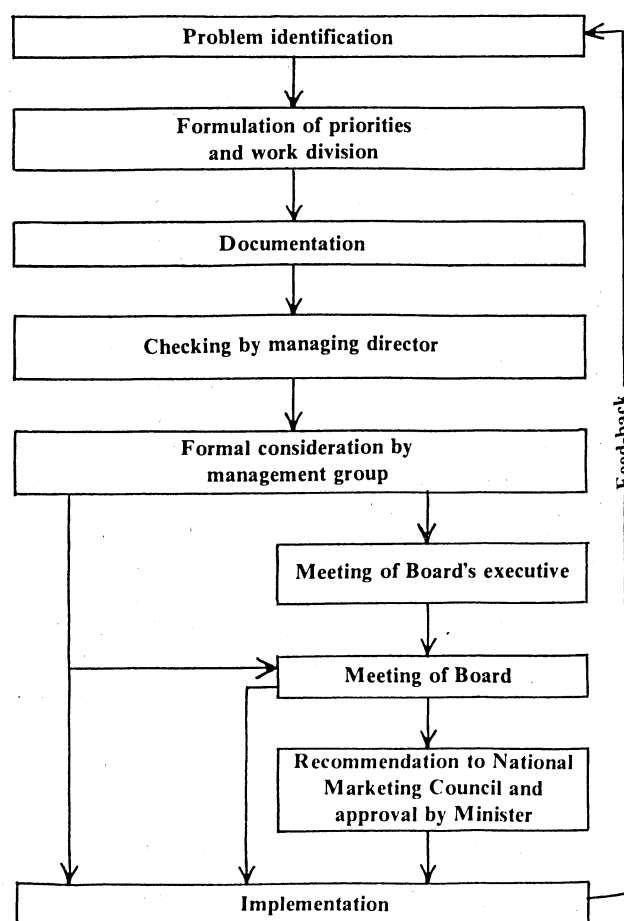 Problem identification
Formulation of priorities
and work division
Documentation
Checking by managing director
Formal consideration by
management group
Feed-back
Meeting of Board's executive
Meeting of Board
Recommendation to National
Marketing Council and
approval by Minister
Implementation